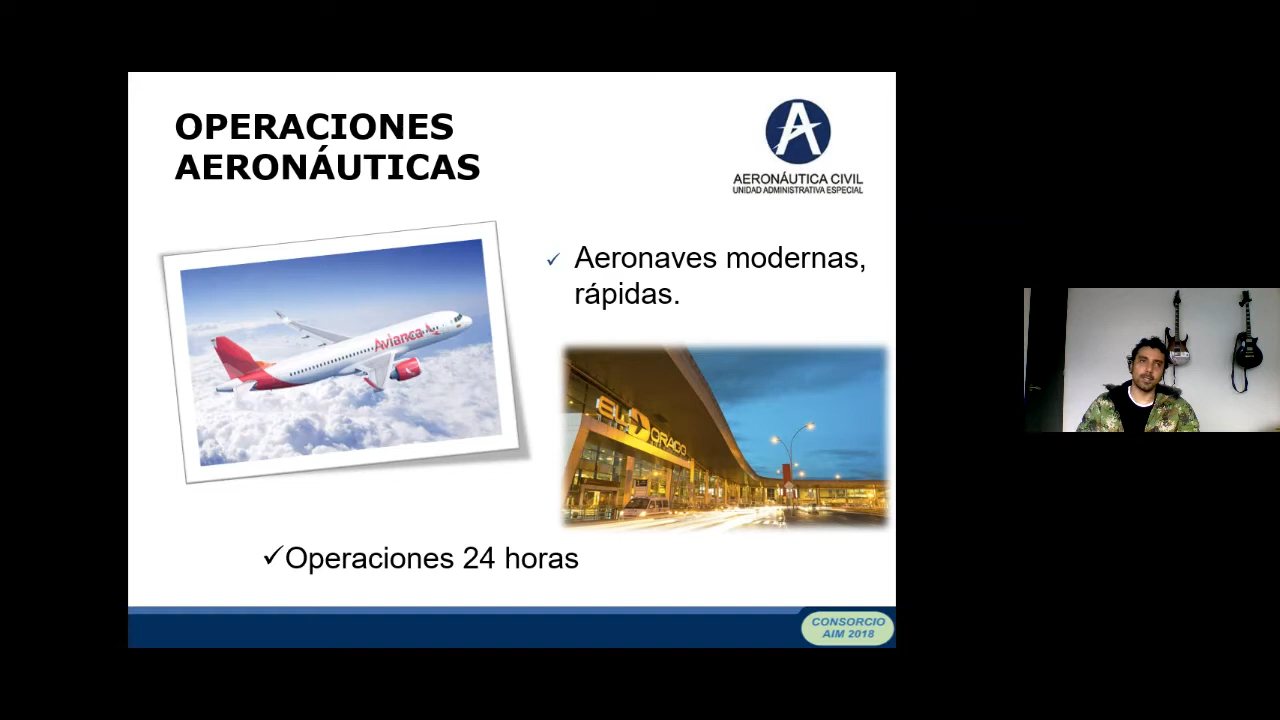 OPERACIONES
AERONÁUTICAS
A
AERONÁUTICA CIVIL
UNIDAD ADMINISTRATIVA ESPECIAL
Avianca
✓ Aeronaves modernas,
rápidas.
EL DORADO
✓Operaciones 24 horas
CONSORCIO
AIM 2018